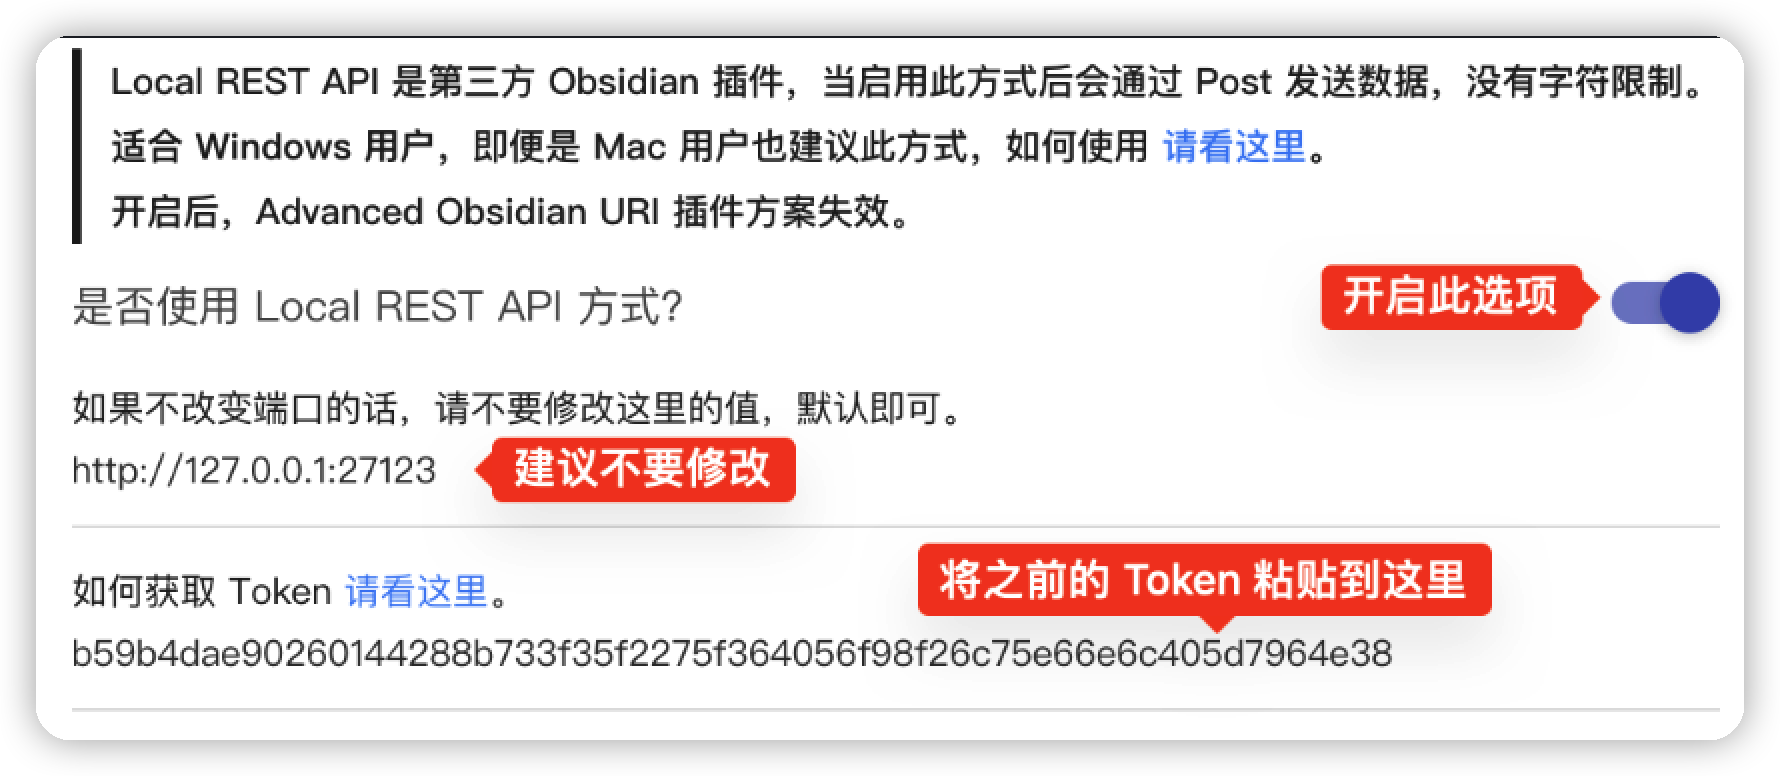 Local REST API 是第三方 Obsidian 插件，当启用此方式后会通过 Post 发送数据，没有字符限制。
适合 Windows 用户，即便是 Mac 用户也建议此方式，如何使用 请看这里。
开启后，Advanced Obsidian URI 插件方案失效。
是否使用 Local REST API 方式?
开启此选项
如果不改变端口的话，请不要修改这里的值，默认即可。
http://127.0.0.1:27123
建议不要修改
如何获取 Token 请看这里。
将之前的 Token 粘贴到这里
b59b4dae90260144288b733f35f2275f364056f98f26c75e66e6c405d7964e38